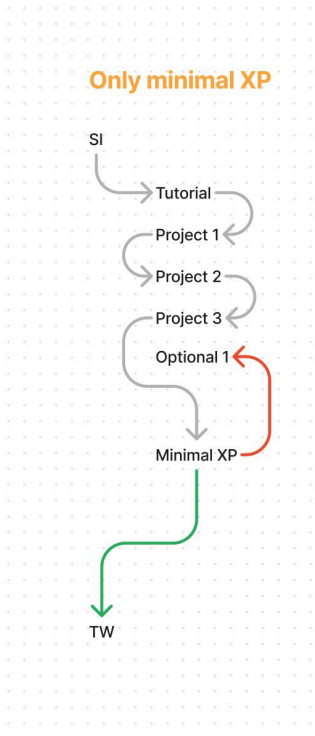 Only minimal XP
SI
Tutorial
Project 1
Project 2
Project 3
Optional 1
Minimal XP
TW